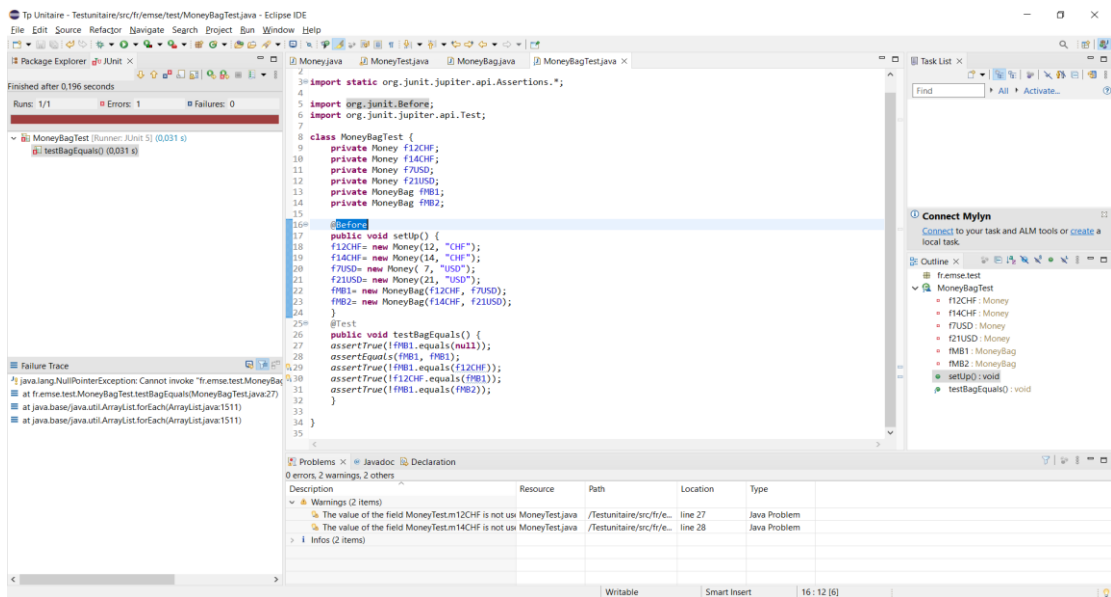 Tp Unitaire - Testunitaire/src/fr/emse/test/MoneyBagTest.java - Eclipse IDE
File Edit Source Refactor Navigate Search Project Run Window Help
Package Explorer JUnit ×
Finished after 0,196 seconds
Runs: 1/1 Errors: 1 Failures: 0
MoneyBagTest [Runner: JUnit 5] (0,031 s)
testBagEquals() (0,031 s)
Failure Trace
java.lang.NullPointerException: Cannot invoke "fr.emse.test.MoneyBag
at fr.emse.test.MoneyBagTest.testBagEquals(MoneyBagTest.java:27)
at java.base/java.util.ArrayList.forEach(ArrayList.java:1511)
at java.base/java.util.ArrayList.forEach(ArrayList.java:1511)
Money.java MoneyTest.java MoneyBag.java MoneyBagTest.java ×
2
3 import static org.junit.jupiter.api.Assertions.*;
4
5 import org.junit.Before;
6 import org.junit.jupiter.api.Test;
7
8 class MoneyBagTest {
9 private Money f12CHF;
10 private Money f14CHF;
11 private Money f7USD;
12 private Money f21USD;
13 private MoneyBag fMB1;
14 private MoneyBag fMB2;
15
16 @Before
17 public void setUp() {
18 f12CHF= new Money(12, "CHF");
19 f14CHF= new Money(14, "CHF");
20 f7USD= new Money( 7, "USD");
21 f21USD= new Money(21, "USD");
22 fMB1= new MoneyBag(f12CHF, f7USD);
23 fMB2= new MoneyBag(f14CHF, f21USD);
24 }
25 @Test
26 public void testBagEquals() {
27 assertTrue(!fMB1.equals(null));
28 assertEquals(fMB1, fMB1);
29 assertTrue(!fMB1.equals(f12CHF));
30 assertTrue(!f12CHF.equals(fMB1));
31 assertTrue(!fMB1.equals(fMB2));
32 }
33
34 }
35
Task List ×
Find All Activate...
Connect Mylyn
Connect to your task and ALM tools or create a
local task.
Outline ×
fr.emse.test
MoneyBagTest
f12CHF : Money
f14CHF : Money
f7USD : Money
f21USD : Money
fMB1 : MoneyBag
fMB2 : MoneyBag
setUp() : void
testBagEquals() : void
Problems × Javadoc Declaration
0 errors, 2 warnings, 2 others
Description Resource Path Location Type
Warnings (2 items)
The value of the field MoneyTest.m12CHF is not us MoneyTest.java /Testunitaire/src/fr/e... line 27 Java Problem
The value of the field MoneyTest.m14CHF is not us MoneyTest.java /Testunitaire/src/fr/e... line 28 Java Problem
Infos (2 items)
Writable Smart Insert 16 : 12 [6]